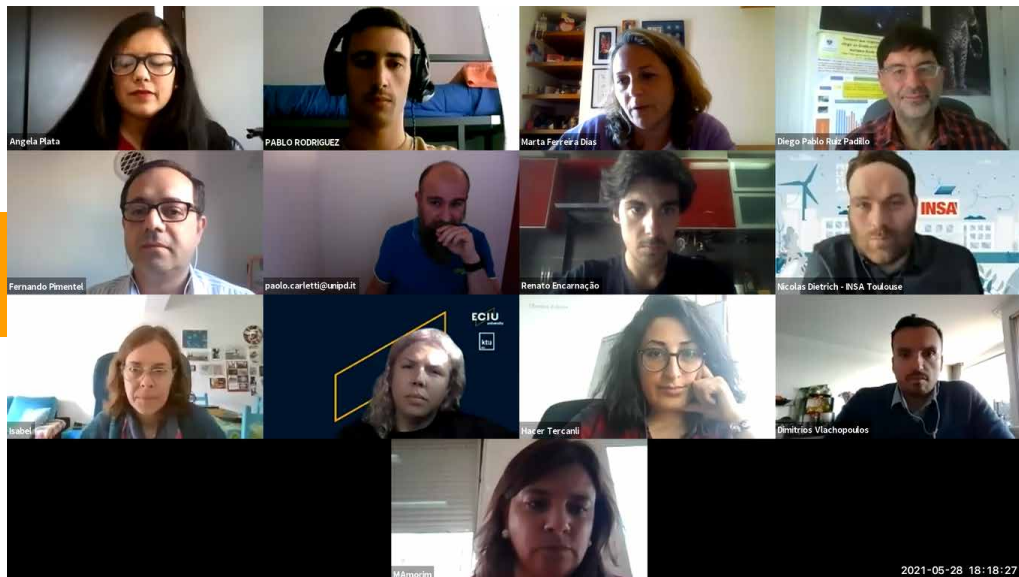 Angela Plata
PABLO RODRIGUEZ
Marta Ferreira Dias
Diego Pablo Ruiz Padillo
Fernando Pimentel
paolo.carletti@unipd.it
Renato Encarnação
INSA
Nicolas Dietrich - INSA Toulouse
ECIU
university
ktu
Isabel
Hacer Tercanli
Dimitrios Vlachopoulos
MAmorim
2021-05-28 18:18:27